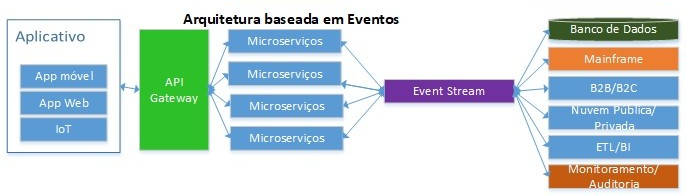 Arquitetura baseada em Eventos
Aplicativo
App móvel
App Web
IoT
API
Gateway
Microserviços
Microserviços
Microserviços
Microserviços
Event Stream
Banco de Dados
Mainframe
B2B/B2C
Nuvem Pública/
Privada
ETL/BI
Monitoramento/
Auditoria